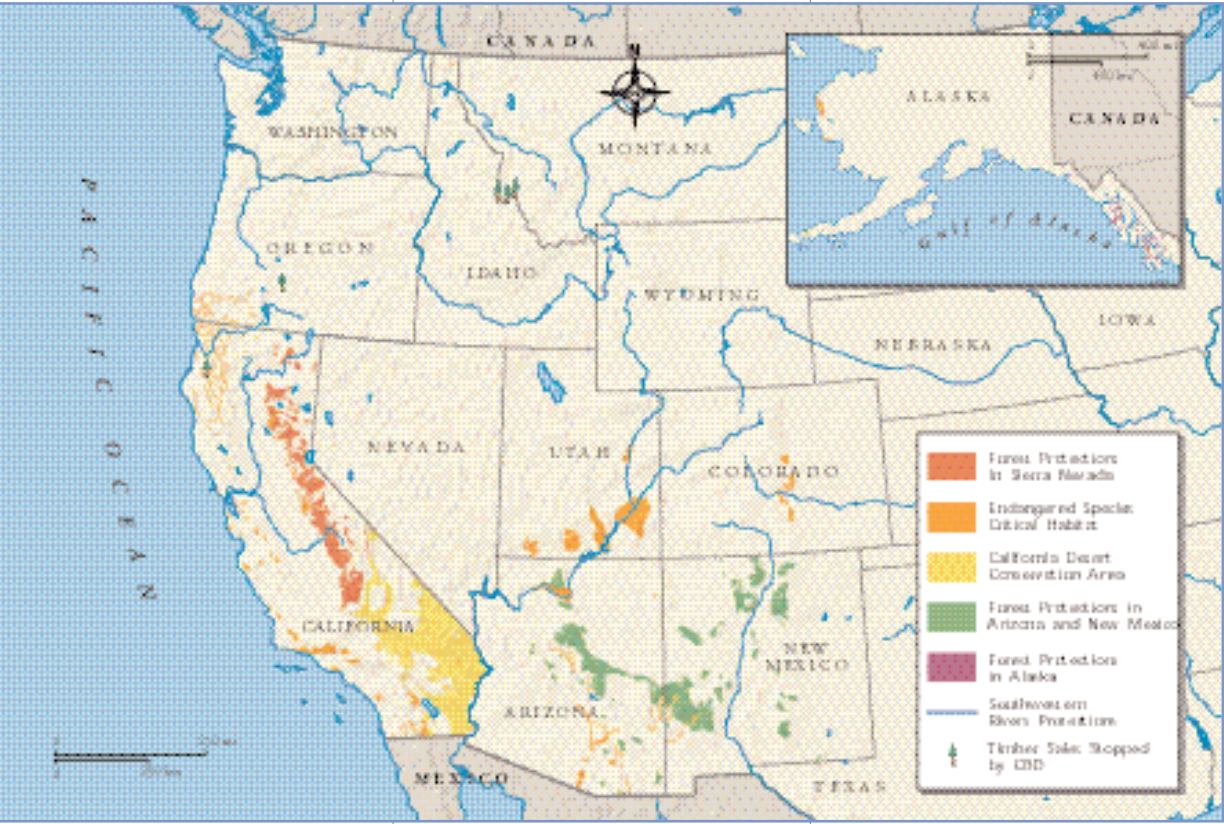 CANADA
N
ALASKA
CANADA
WASHINGTON
MONTANA
Gulf of Alaska
PACIFIC OCEAN
OREGON
IDAHO
WYOMING
IOWA
NEBRASKA
NEVADA
UTAH
COLORADO
Forest Protections
In Sierra Nevada
Endangered Species
Critical Habitat
California Desert
Conservation Area
Forest Protections in
Arizona and New Mexico
Forest Protections
in Alaska
Southwestern
Rivers Protections
Timber Sales Stopped
by CBD
CALIFORNIA
NEW
MEXICO
ARIZONA
MEXICO
TEXAS